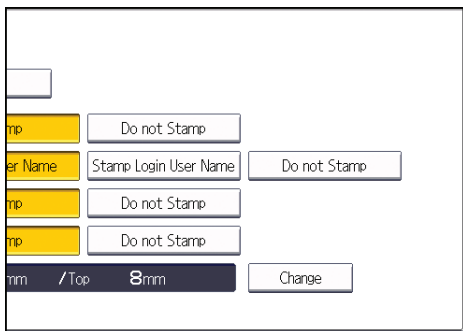 mp Do not Stamp
er Name Stamp Login User Name Do not Stamp
mp Do not Stamp
mp Do not Stamp
mm /Top 8mm Change